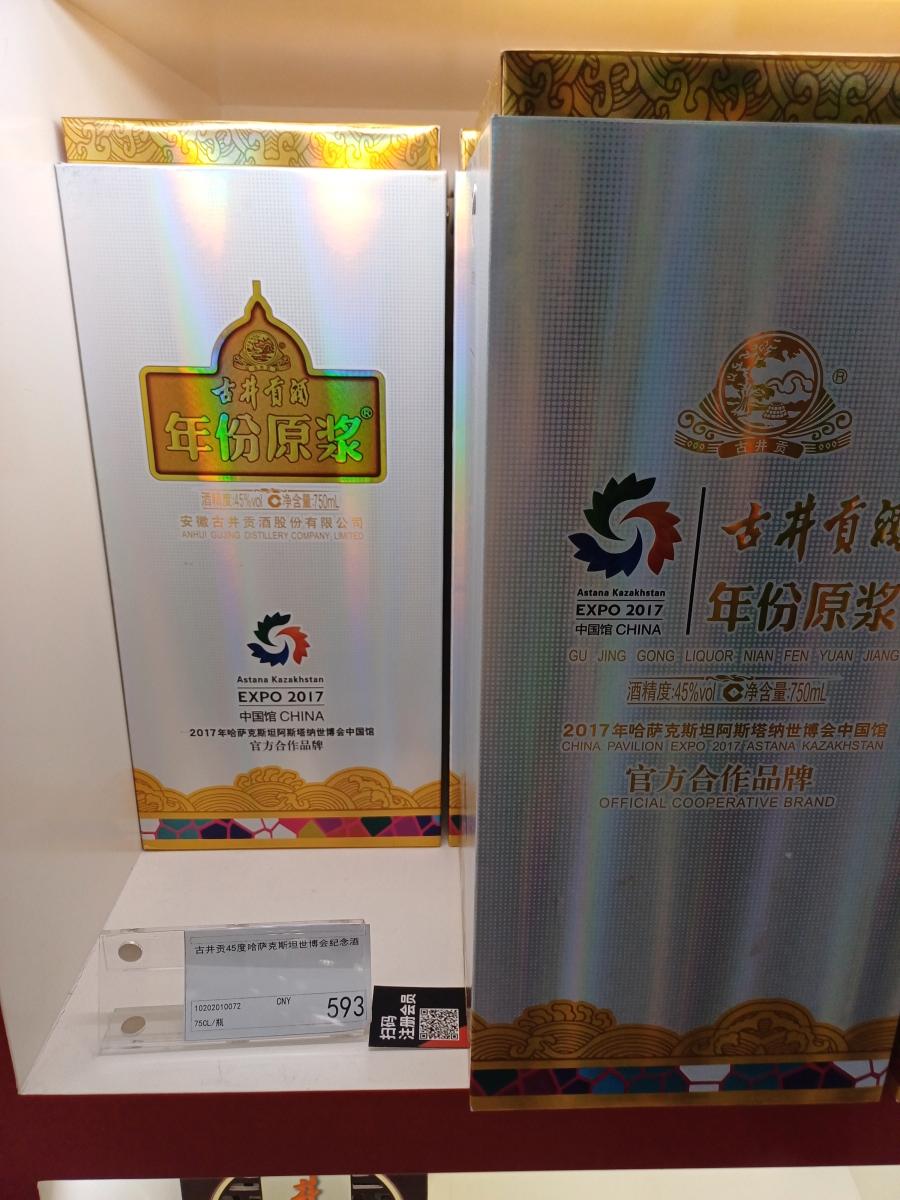 古井贡酒
年份原浆®
酒精度:45%vol 净含量:750mL
安徽古井贡酒股份有限公司
ANHUI GUJING DISTILLERY COMPANY LIMITED
Astana Kazakhstan
EXPO 2017
中国馆 CHINA
2017年哈萨克斯坦阿斯塔纳世博会中国馆
官方合作品牌
古井贡45度哈萨克斯坦世博会纪念酒
10202010072 CNY 593
75CL/瓶
扫码
注册会员
®
古井贡
Astana Kazakhstan
EXPO 2017
中国馆 CHINA
古井贡酒
年份原浆
GU JING GONG LIQUOR NIAN FEN YUAN JIANG
酒精度:45%vol 净含量:750mL
2017年哈萨克斯坦阿斯塔纳世博会中国馆
CHINA PAVILION EXPO 2017 ASTANA KAZAKHSTAN
官方合作品牌
OFFICIAL COOPERATIVE BRAND